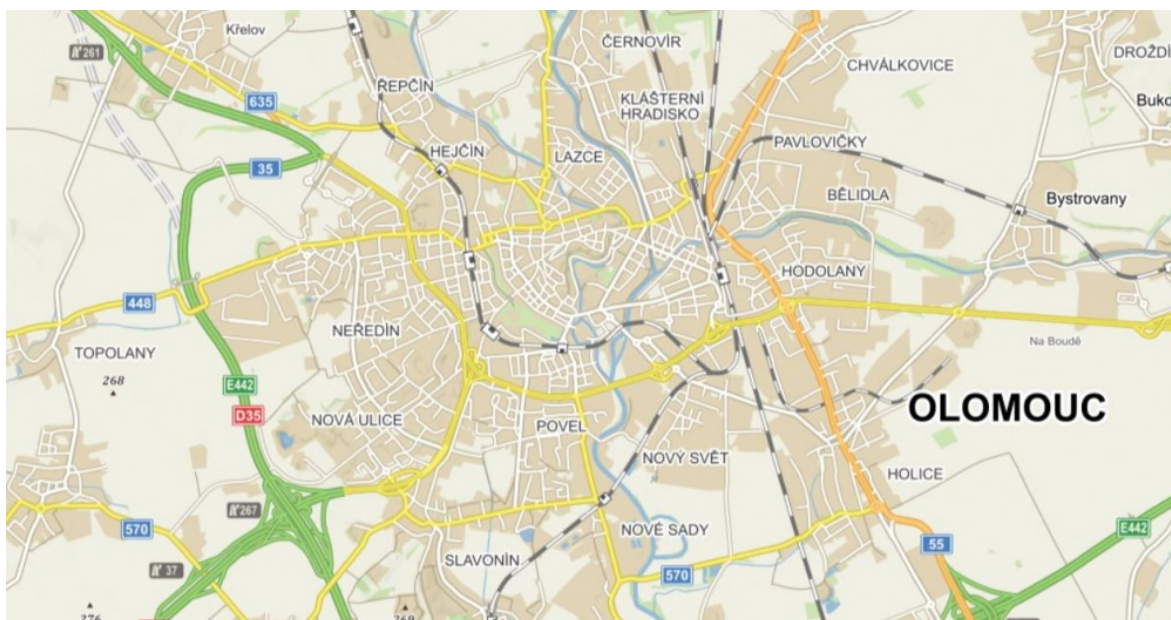 Křelov
ČERNOVÍR
DROŽDÍ
261
CHVÁLKOVICE
ŘEPČÍN
KLÁŠTERNÍ
HRADISKO
Buko
635
PAVLOVIČKY
HEJČÍN
LAZCE
35
BĚLIDLA
Bystrovany
HODOLANY
448
NEŘEDÍN
Na Boudě
TOPOLANY
268
E442
D35
OLOMOUC
NOVÁ ULICE
POVEL
NOVÝ SVĚT
HOLICE
267
570
NOVÉ SADY
E442
55
SLAVONÍN
37
570
276
268